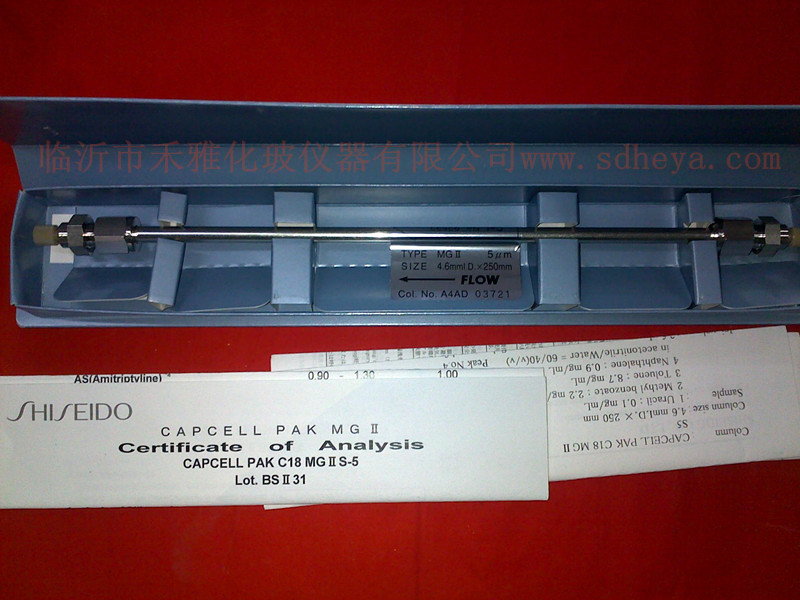 临沂市禾雅化玻仪器有限公司www.sdheya.com
TYPE MGⅡ 5μm
SIZE 4.6mmI.D.×250mm
FLOW
Col. No. A4AD 03721
AS(Amitriptyline)
0.90 - 1.30 1.00
SHISEIDO
CAPCELL PAK MGⅡ
Certificate of Analysis
CAPCELL PAK C18 MGⅡ S-5
Lot. BSⅡ31
Column
CAPCELL PAK C18 MGⅡ
S5
Column size : 4.6 mmI.D. × 250 mm
Sample
1 Uracil : 0.1 mg/mL
2 Methyl benzoate : 2.2 mg/
3 Toluene : 8.7 mg/mL
4 Naphthalene : 0.9 mg/mL
in acetonitrile/Water = 60/40(v/v)
Peak No.4